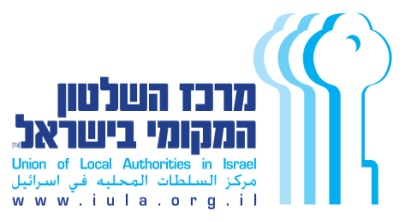 מרכז השלטון
המקומי בישראל
Union of Local Authorities in Israel
مركز السلطات المحليه في اسرائيل
www.iula.org.il